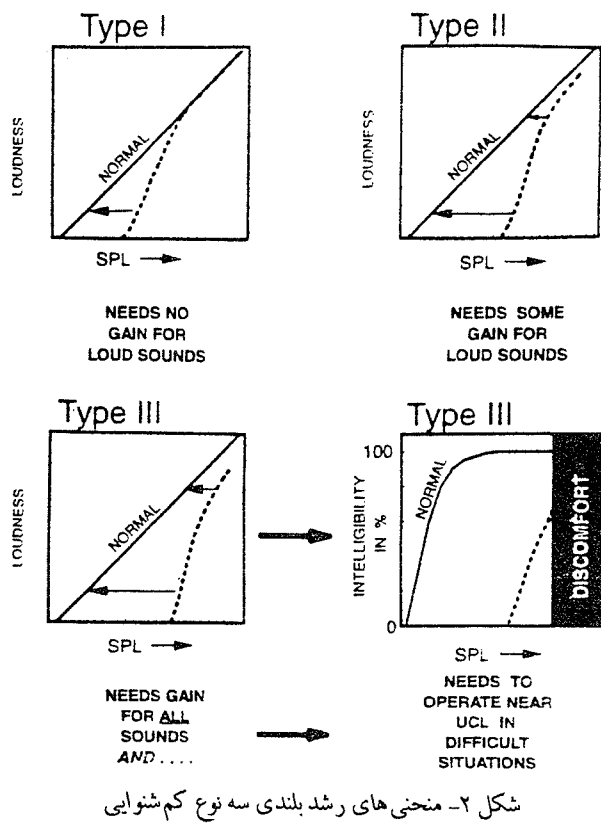 Type I
LOUDNESS
NORMAL
SPL
NEEDS NO
GAIN FOR
LOUD SOUNDS
Type II
LOUDNESS
NORMAL
SPL
NEEDS SOME
GAIN FOR
LOUD SOUNDS
Type III
LOUDNESS
NORMAL
SPL
NEEDS GAIN
FOR ALL
SOUNDS
AND ....
Type III
100
INTELLIGIBILITY
IN %
0
NORMAL
DISCOMFORT
SPL
NEEDS TO
OPERATE NEAR
UCL IN
DIFFICULT
SITUATIONS
شکل ۲- منحنی های رشد بلندی سه نوع کم شنوایی